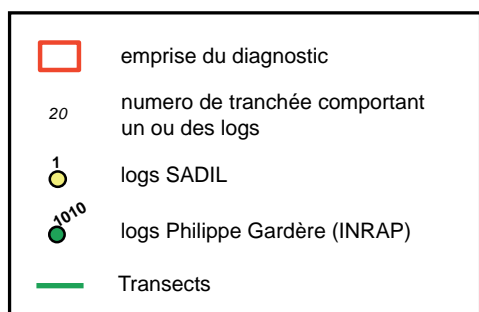 emprise du diagnostic
20
numero de tranchée comportant
un ou des logs
1
logs SADIL
1010
logs Philippe Gardère (INRAP)
Transects